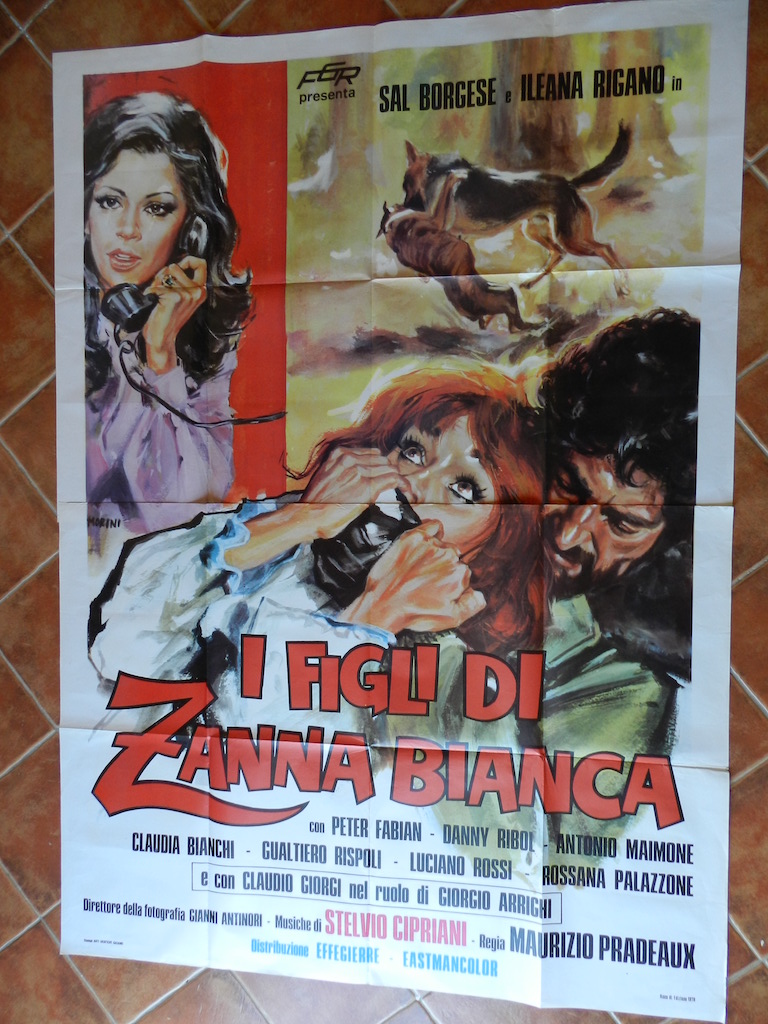 FGR
presenta
SAL BORGESE e ILEANA RIGANO in
MORINI
I FIGLI DI
ZANNA BIANCA
con PETER FABIAN - DANNY RIBOL - ANTONIO MAIMONE
CLAUDIA BIANCHI - GUALTIERO RISPOLI - LUCIANO ROSSI - ROSSANA PALAZZONE
e con CLAUDIO GIORGI nel ruolo di GIORGIO ARRIGHI
Direttore della fotografia GIANNI ANTINORI - Musiche di STELVIO CIPRIANI - Regia MAURIZIO PRADEAUX
Distribuzione EFFEGIERRE - EASTMANCOLOR